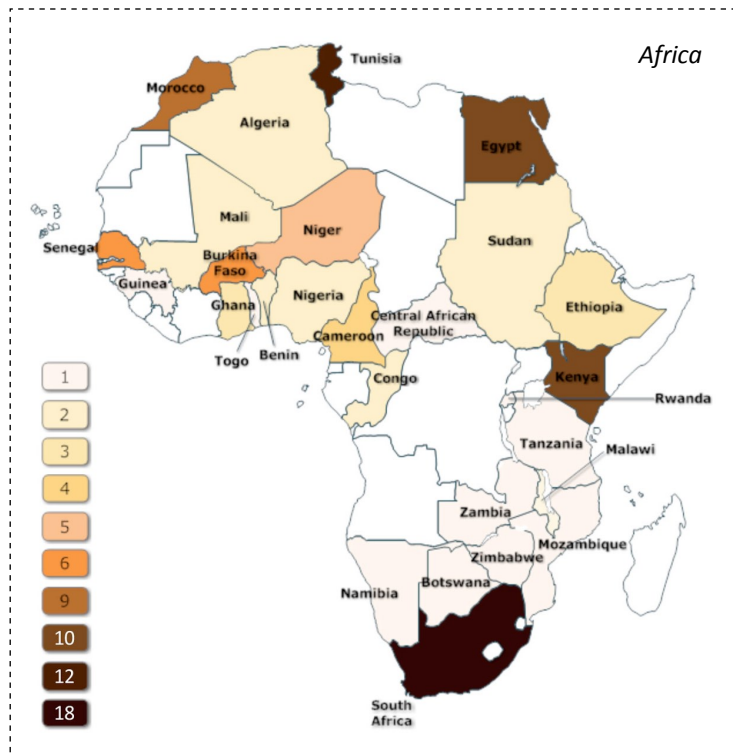 Africa
Tunisia
Morocco
Algeria
Egypt
Mali
Niger
Sudan
Senegal
Burkina
Faso
Guinea
Ghana
Nigeria
Ethiopia
Central African
Republic
Cameroon
Togo
Benin
Congo
Kenya
Rwanda
Tanzania
Malawi
Zambia
Mozambique
Zimbabwe
Botswana
Namibia
South
Africa
1
2
3
4
5
6
9
10
12
18